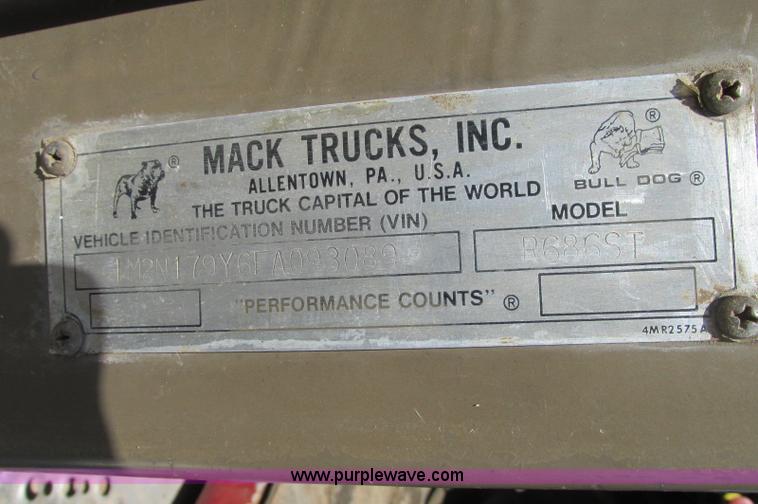 MACK TRUCKS, INC.
ALLENTOWN, PA., U.S.A.
THE TRUCK CAPITAL OF THE WORLD
BULL DOG ®
VEHICLE IDENTIFICATION NUMBER (VIN)
MODEL
1M2N179Y6FA093089
R686ST
"PERFORMANCE COUNTS" ®
4MR2575A
www.purplewave.com